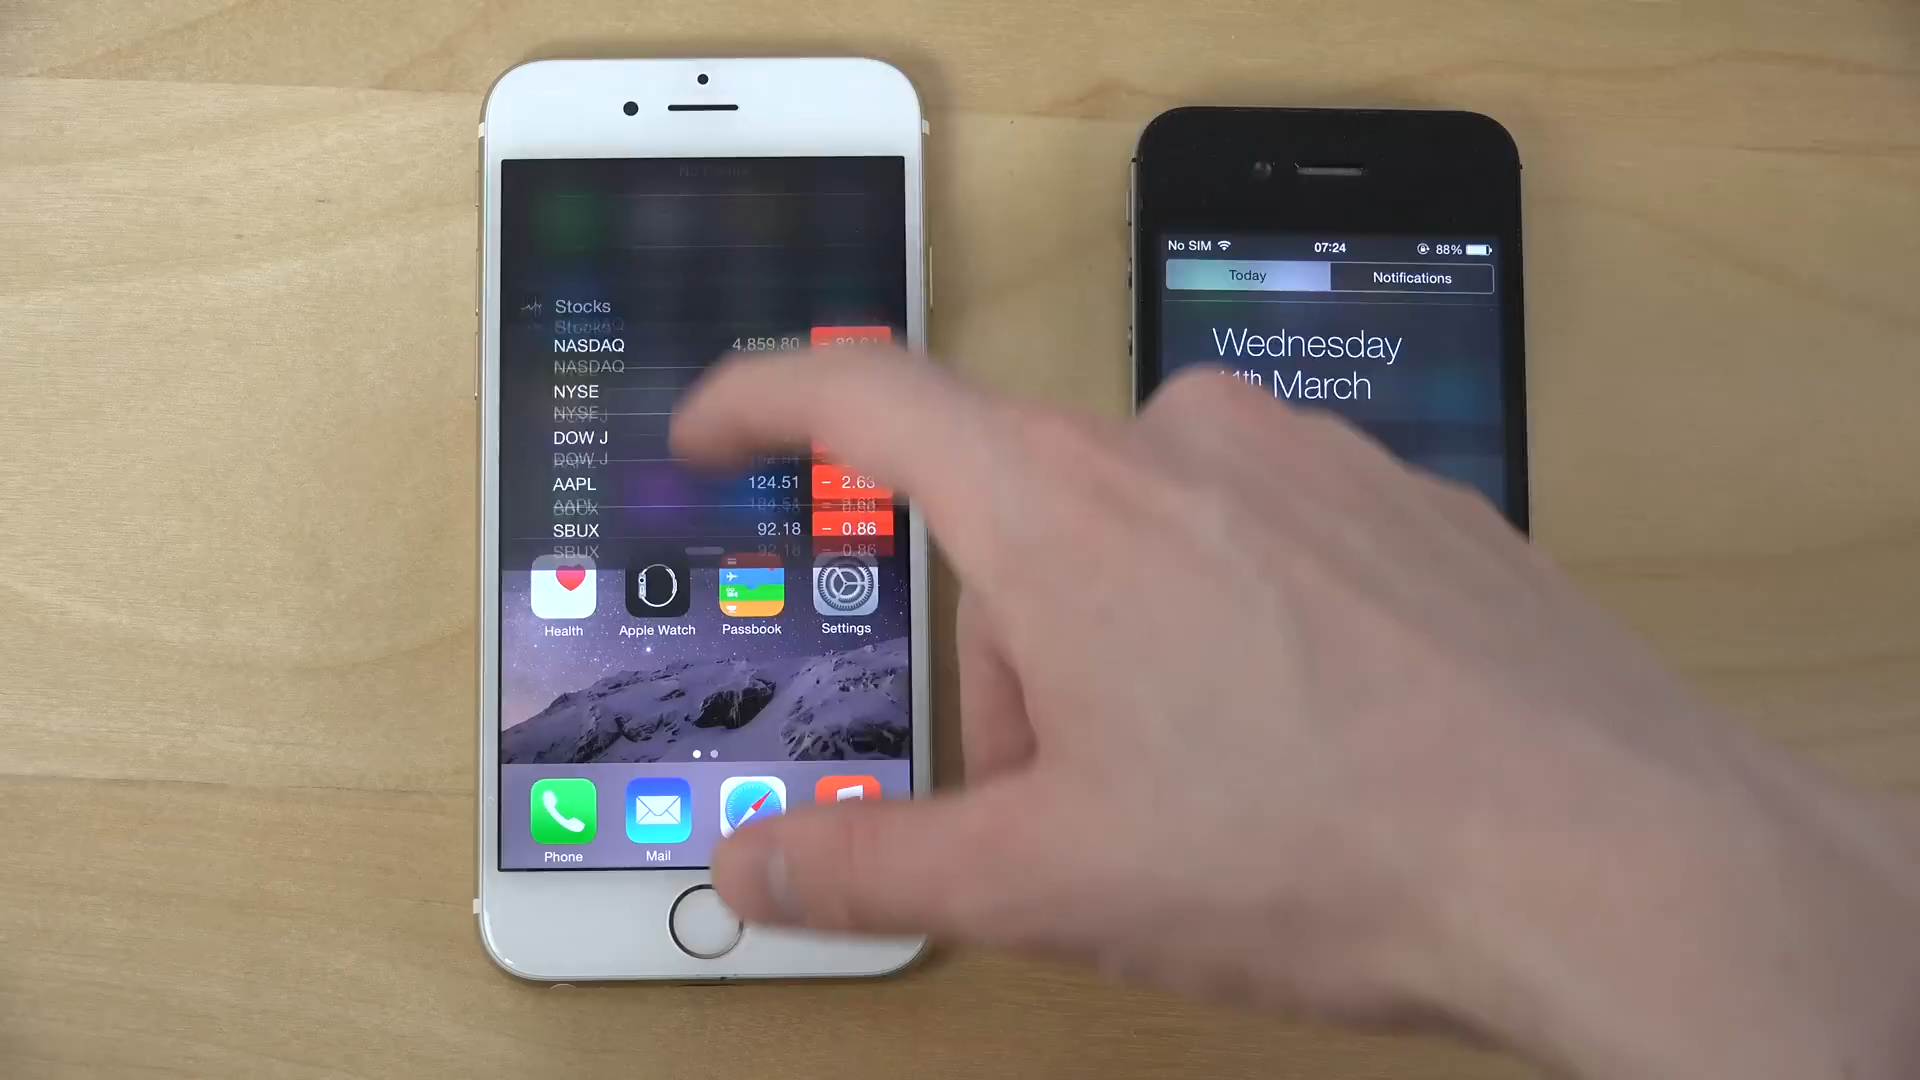 Stocks
NASDAQ 4,859.80
NYSE
DOW J
AAPL 124.51 − 2.63
SBUX 92.18 − 0.86
Health Apple Watch Passbook Settings
Phone Mail
No SIM 07:24 88%
Today Notifications
Wednesday
11th March